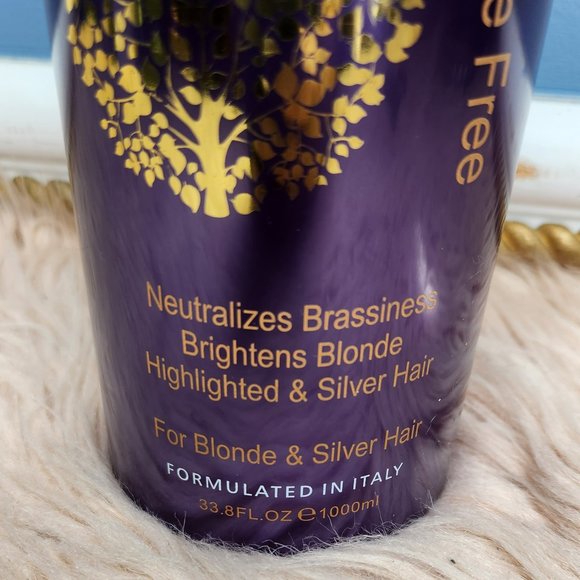 Free
Neutralizes Brassiness
Brightens Blonde
Highlighted & Silver Hair
For Blonde & Silver Hair
FORMULATED IN ITALY
33.8FL.OZ ℮1000ml